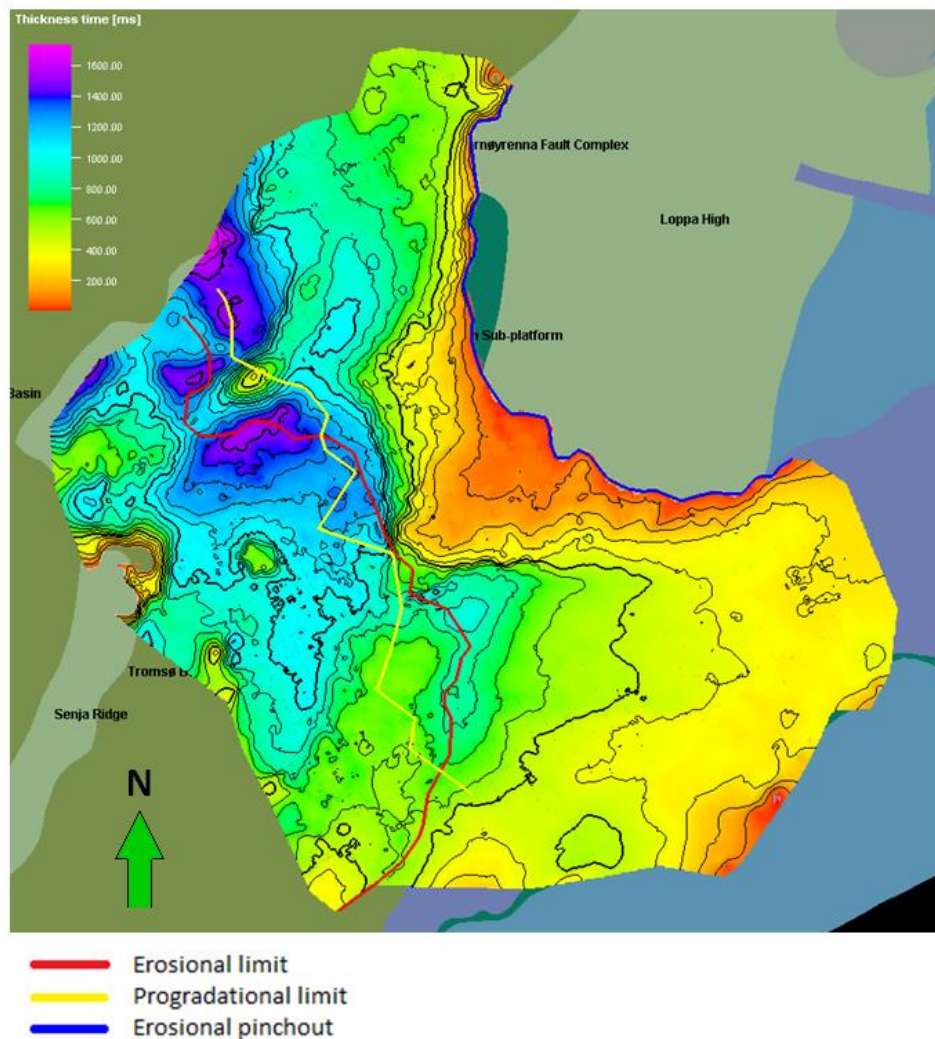 Thickness time [ms]
1600.00
1400.00
1200.00
1000.00
800.00
600.00
400.00
200.00
rnøyrenna Fault Complex
Loppa High
Sub-platform
Basin
Tromsø
Senja Ridge
N
Erosional limit
Progradational limit
Erosional pinchout